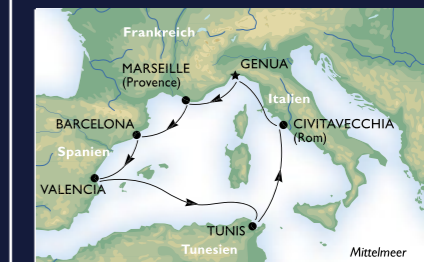 Frankreich
GENUA
MARSEILLE
(Provence)
Italien
BARCELONA
CIVITAVECCHIA
(Rom)
Spanien
VALENCIA
TUNIS
Tunesien
Mittelmeer